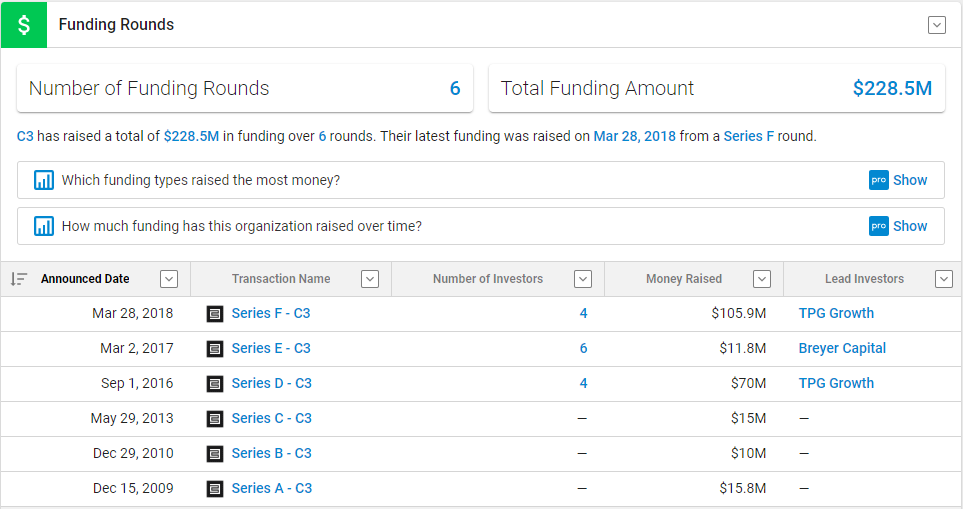 $ Funding Rounds
Number of Funding Rounds 6 Total Funding Amount $228.5M
C3 has raised a total of $228.5M in funding over 6 rounds. Their latest funding was raised on Mar 28, 2018 from a Series F round.
Which funding types raised the most money? pro Show
How much funding has this organization raised over time? pro Show
Announced Date Transaction Name Number of Investors Money Raised Lead Investors
Mar 28, 2018 Series F - C3 4 $105.9M TPG Growth
Mar 2, 2017 Series E - C3 6 $11.8M Breyer Capital
Sep 1, 2016 Series D - C3 4 $70M TPG Growth
May 29, 2013 Series C - C3 — $15M —
Dec 29, 2010 Series B - C3 — $10M —
Dec 15, 2009 Series A - C3 — $15.8M —